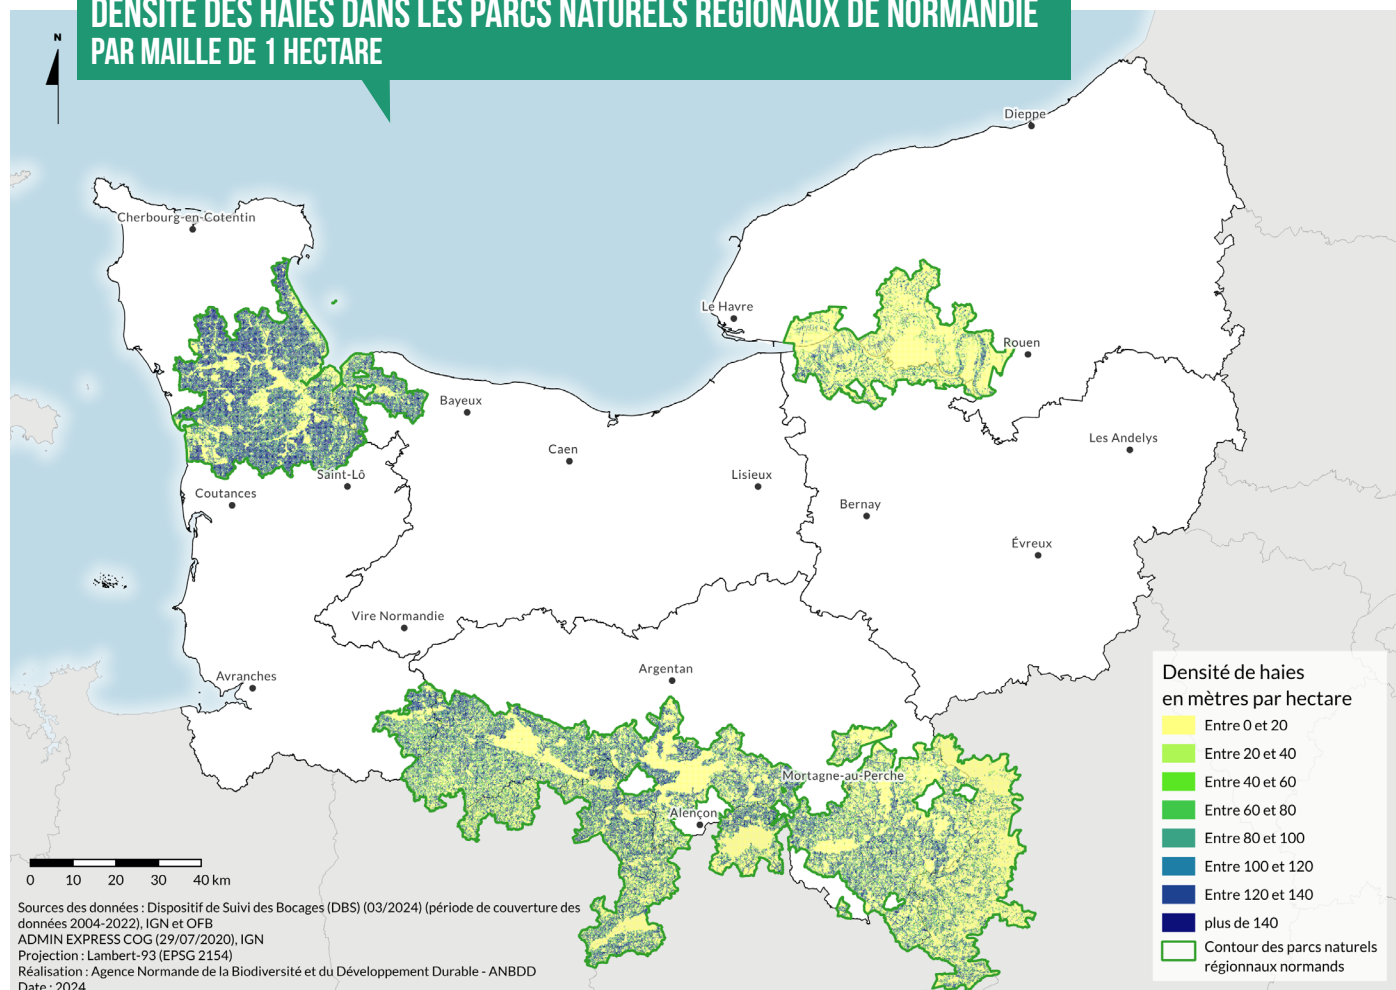 DENSITÉ DES HAIES DANS LES PARCS NATURELS RÉGIONAUX DE NORMANDIE
PAR MAILLE DE 1 HECTARE
N
Dieppe
Cherbourg-en-Cotentin
Le Havre
Rouen
Bayeux
Les Andelys
Caen
Saint-Lô
Lisieux
Coutances
Bernay
Évreux
Vire Normandie
Argentan
Avranches
Mortagne-au-Perche
Alençon
Densité de haies
en mètres par hectare
Entre 0 et 20
Entre 20 et 40
Entre 40 et 60
Entre 60 et 80
Entre 80 et 100
Entre 100 et 120
Entre 120 et 140
plus de 140
Contour des parcs naturels
régionnaux normands
0 10 20 30 40 km
Sources des données : Dispositif de Suivi des Bocages (DBS) (03/2024) (période de couverture des
données 2004-2022), IGN et OFB
ADMIN EXPRESS COG (29/07/2020), IGN
Projection : Lambert-93 (EPSG 2154)
Réalisation : Agence Normande de la Biodiversité et du Développement Durable - ANBDD
Date : 2024